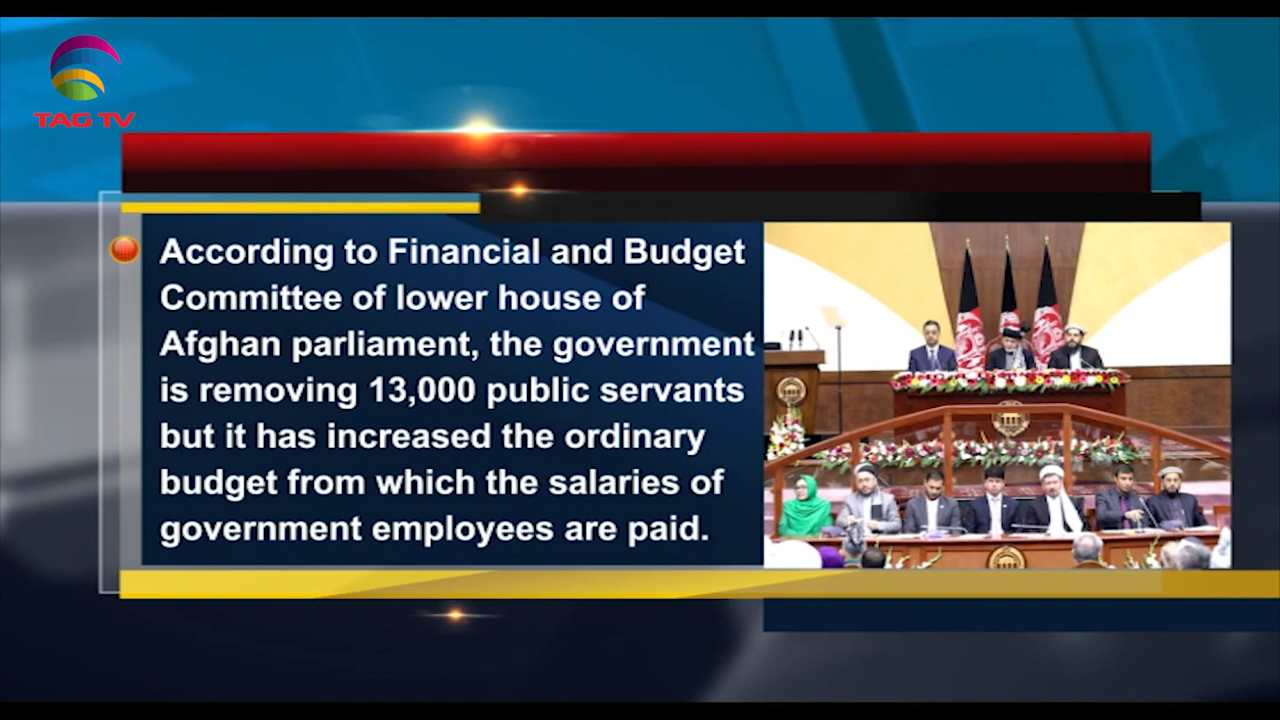 TAG TV
According to Financial and Budget
Committee of lower house of
Afghan parliament, the government
is removing 13,000 public servants
but it has increased the ordinary
budget from which the salaries of
government employees are paid.